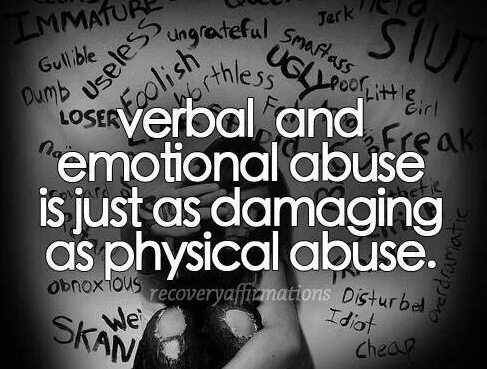 IMMATURE
Jerk
ungrateful
Smartass
SLUT
Gullible
Useless
Dumb
Foolish
Worthless
UGLY
Poor Little
Girl
LOSER
Freak
verbal and
emotional abuse
is just as damaging
as physical abuse.
obnoxious
recoveryaffirmations
Disturbed
overdramatic
Idiot
Cheap